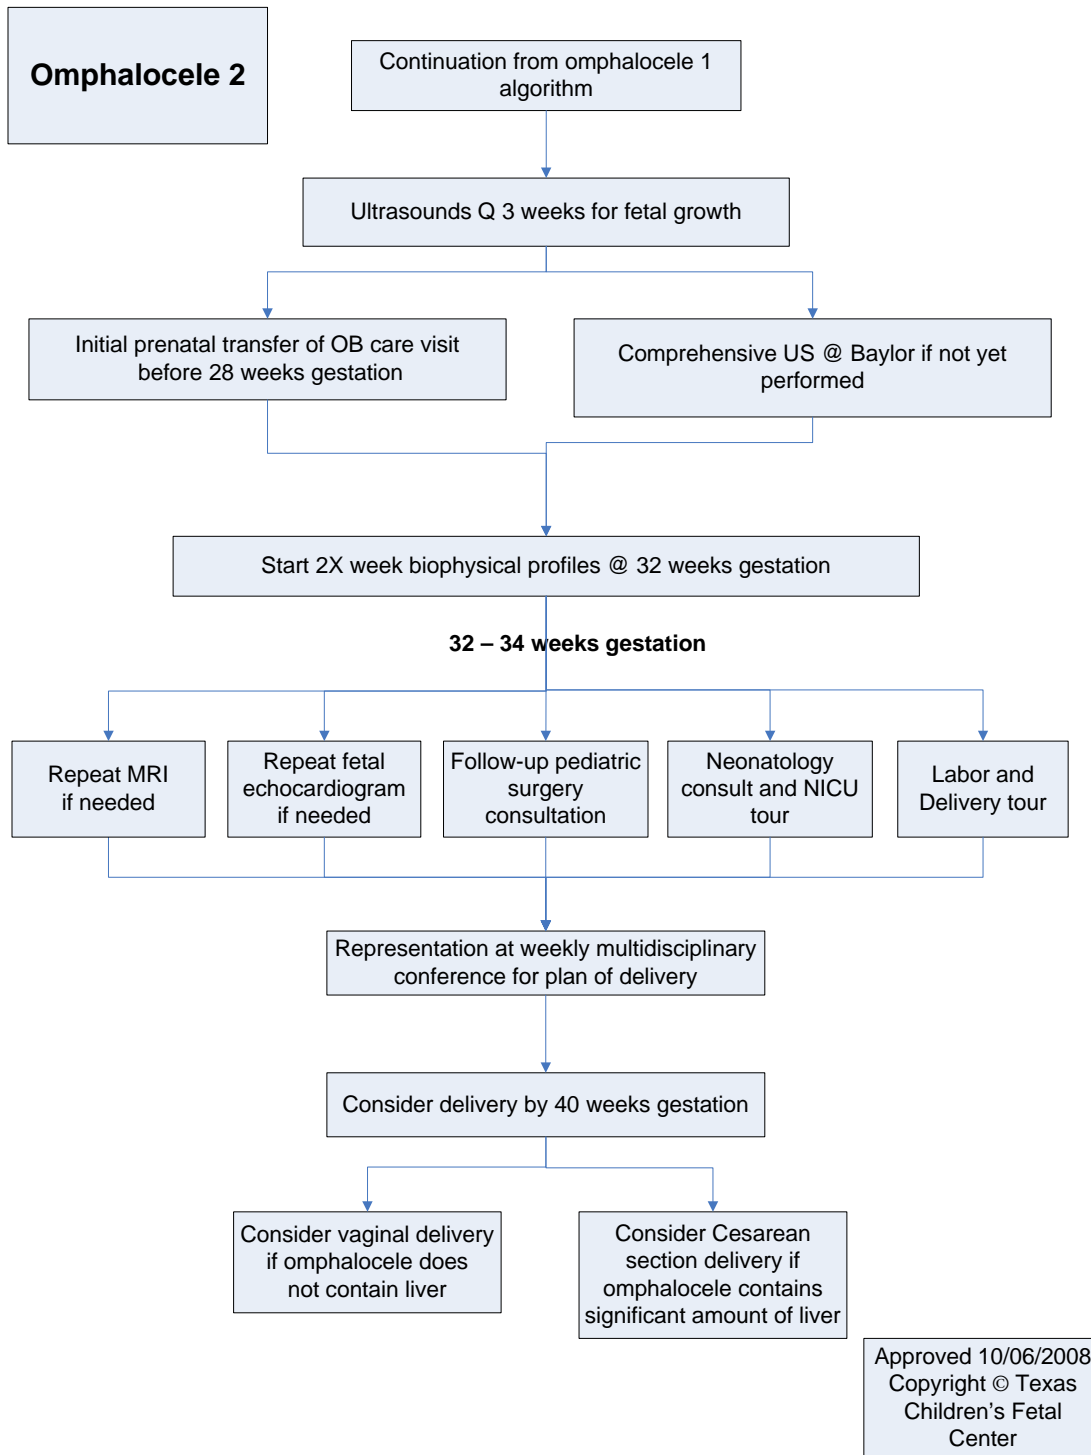 Omphalocele 2
Continuation from omphalocele 1
algorithm
Ultrasounds Q 3 weeks for fetal growth
Initial prenatal transfer of OB care visit
before 28 weeks gestation
Comprehensive US @ Baylor if not yet
performed
Start 2X week biophysical profiles @ 32 weeks gestation
32 – 34 weeks gestation
Repeat MRI
if needed
Repeat fetal
echocardiogram
if needed
Follow-up pediatric
surgery
consultation
Neonatology
consult and NICU
tour
Labor and
Delivery tour
Representation at weekly multidisciplinary
conference for plan of delivery
Consider delivery by 40 weeks gestation
Consider vaginal delivery
if omphalocele does
not contain liver
Consider Cesarean
section delivery if
omphalocele contains
significant amount of liver
Approved 10/06/2008
Copyright © Texas
Children’s Fetal
Center